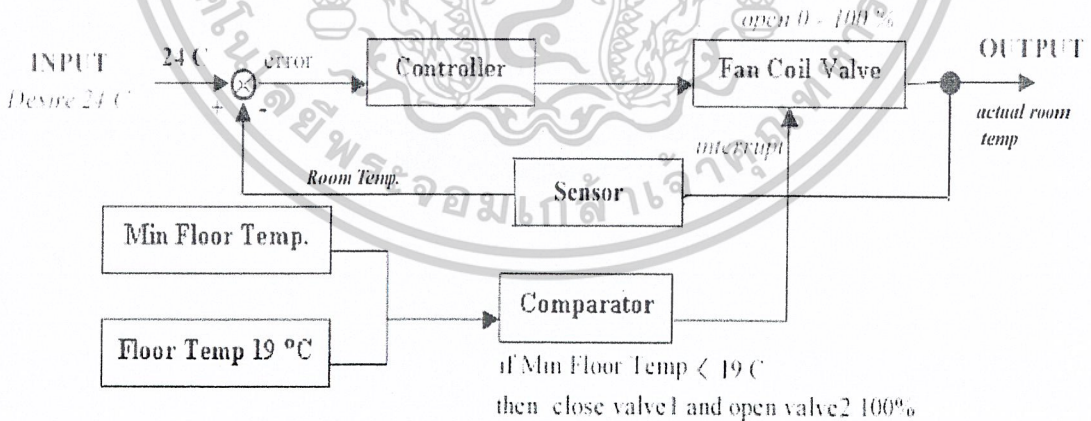 open 0 - 100 %
INPUT
24 C
error
Controller
Fan Coil Valve
OUTPUT
Desire 24 C
+
-
actual room
temp
interrupt
Room Temp.
Sensor
Min Floor Temp.
Comparator
Floor Temp 19 °C
if Min Floor Temp < 19 C
then close valve1 and open valve2 100%